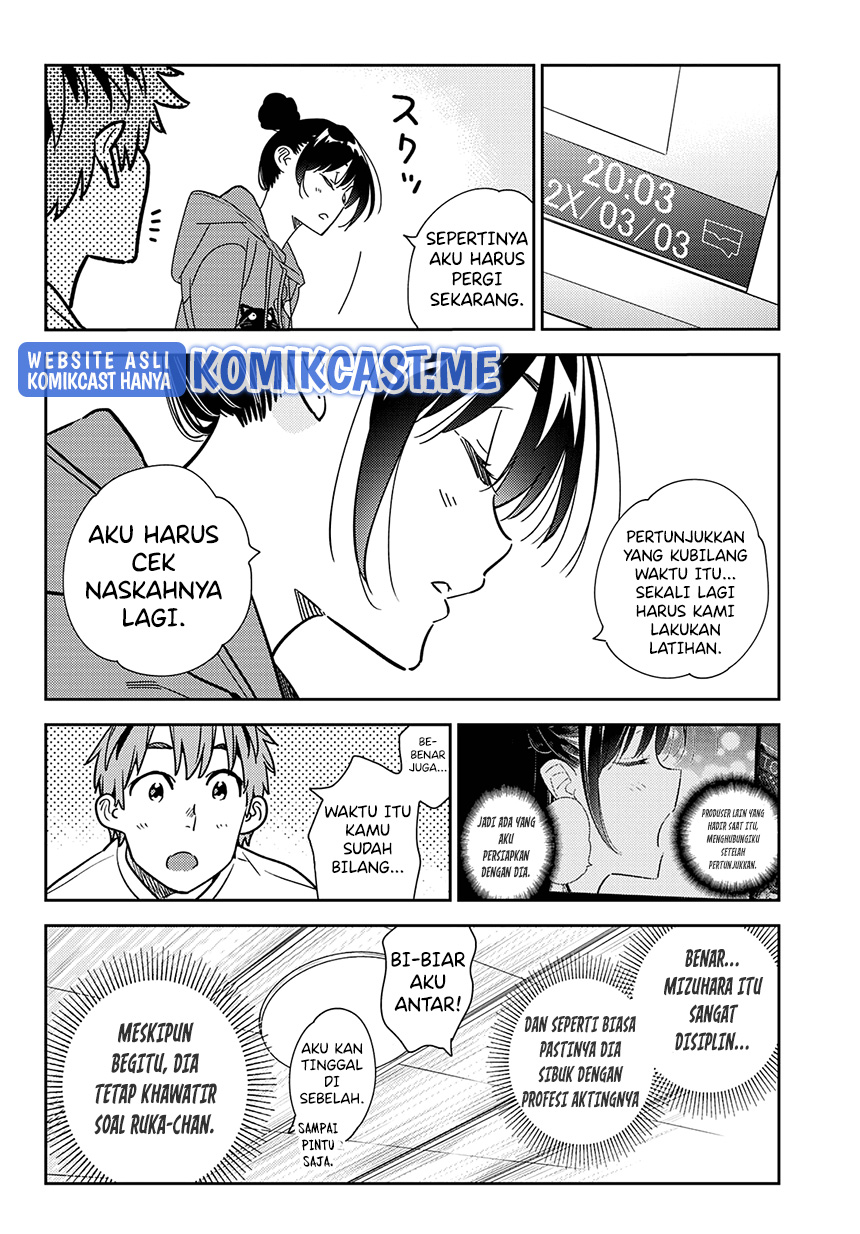 20:03
2X/03/03
スクッ
SEPERTINYA
AKU HARUS
PERGI
SEKARANG.
WEBSITE ASLI
KOMIKCAST HANYA
KOMIKCAST.ME
PERTUNJUKKAN
YANG KUBILANG
WAKTU ITU...
SEKALI LAGI
HARUS KAMI
LAKUKAN
LATIHAN.
AKU HARUS
CEK
NASKAHNYA
LAGI.
PRODUSER LAIN YANG
HADIR SAAT ITU,
MENGHUBUNGIKU
SETELAH
PERTUNJUKKAN.
JADI ADA YANG
AKU
PERSIAPKAN
DENGAN DIA.
BE-
BENAR
JUGA...
WAKTU ITU
KAMU
SUDAH
BILANG...
BENAR...
MIZUHARA ITU
SANGAT
DISIPLIN...
DAN SEPERTI BIASA
PASTINYA DIA
SIBUK DENGAN
PROFESI AKTINGNYA
BI-BIAR
AKU
ANTAR!
AKU KAN
TINGGAL
DI
SEBELAH.
SAMPAI
PINTU
SAJA.
MESKIPUN
BEGITU, DIA
TETAP KHAWATIR
SOAL RUKA-CHAN.